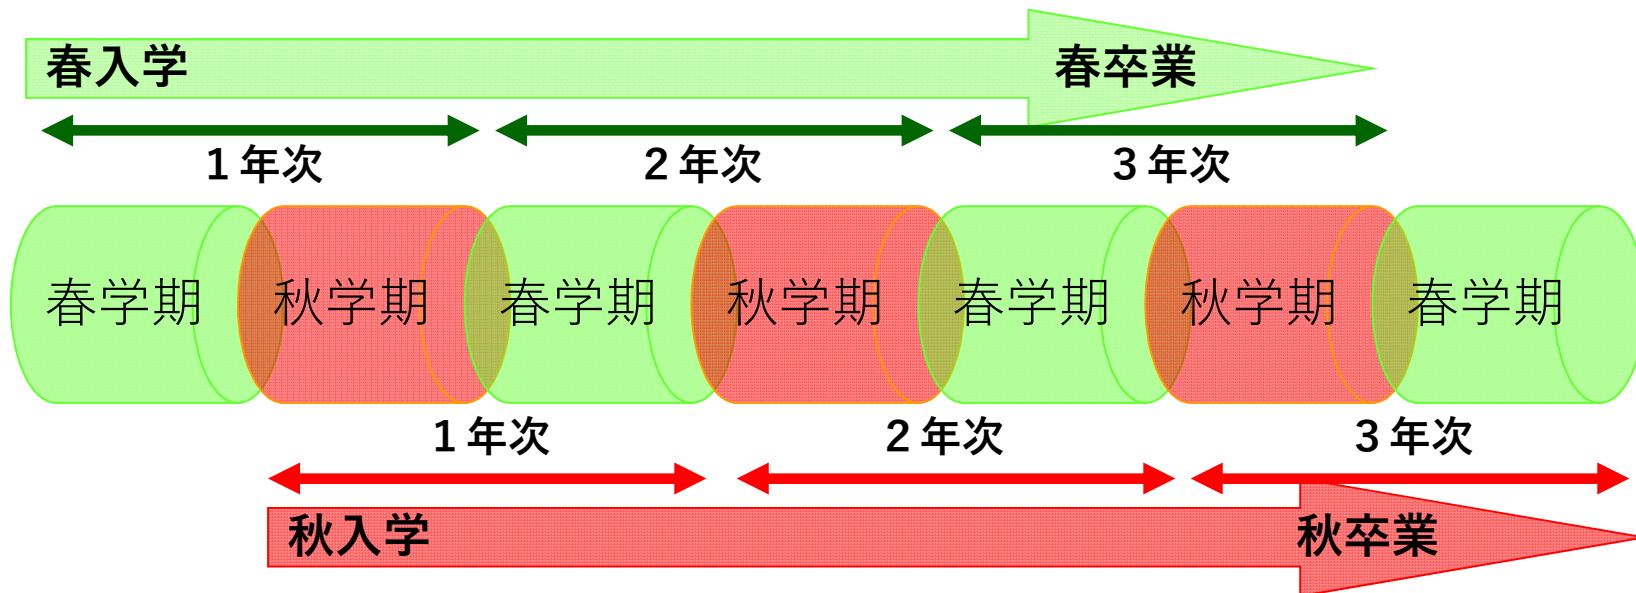 春入学 春卒業
1年次 2年次 3年次
春学期 秋学期 春学期 秋学期 春学期 秋学期 春学期
1年次 2年次 3年次
秋入学 秋卒業